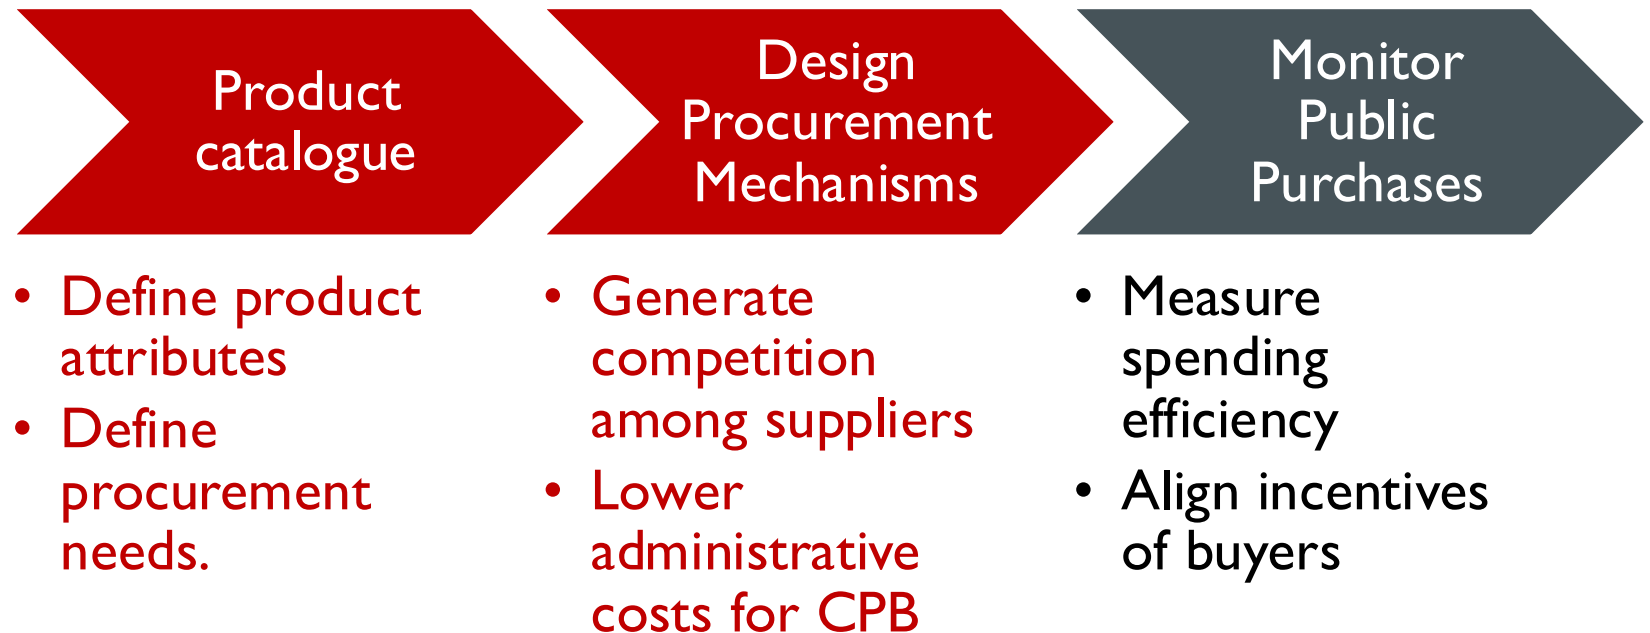 Product
catalogue
• Define product
attributes
• Define
procurement
needs.
Design
Procurement
Mechanisms
• Generate
competition
among suppliers
• Lower
administrative
costs for CPB
Monitor
Public
Purchases
• Measure
spending
efficiency
• Align incentives
of buyers